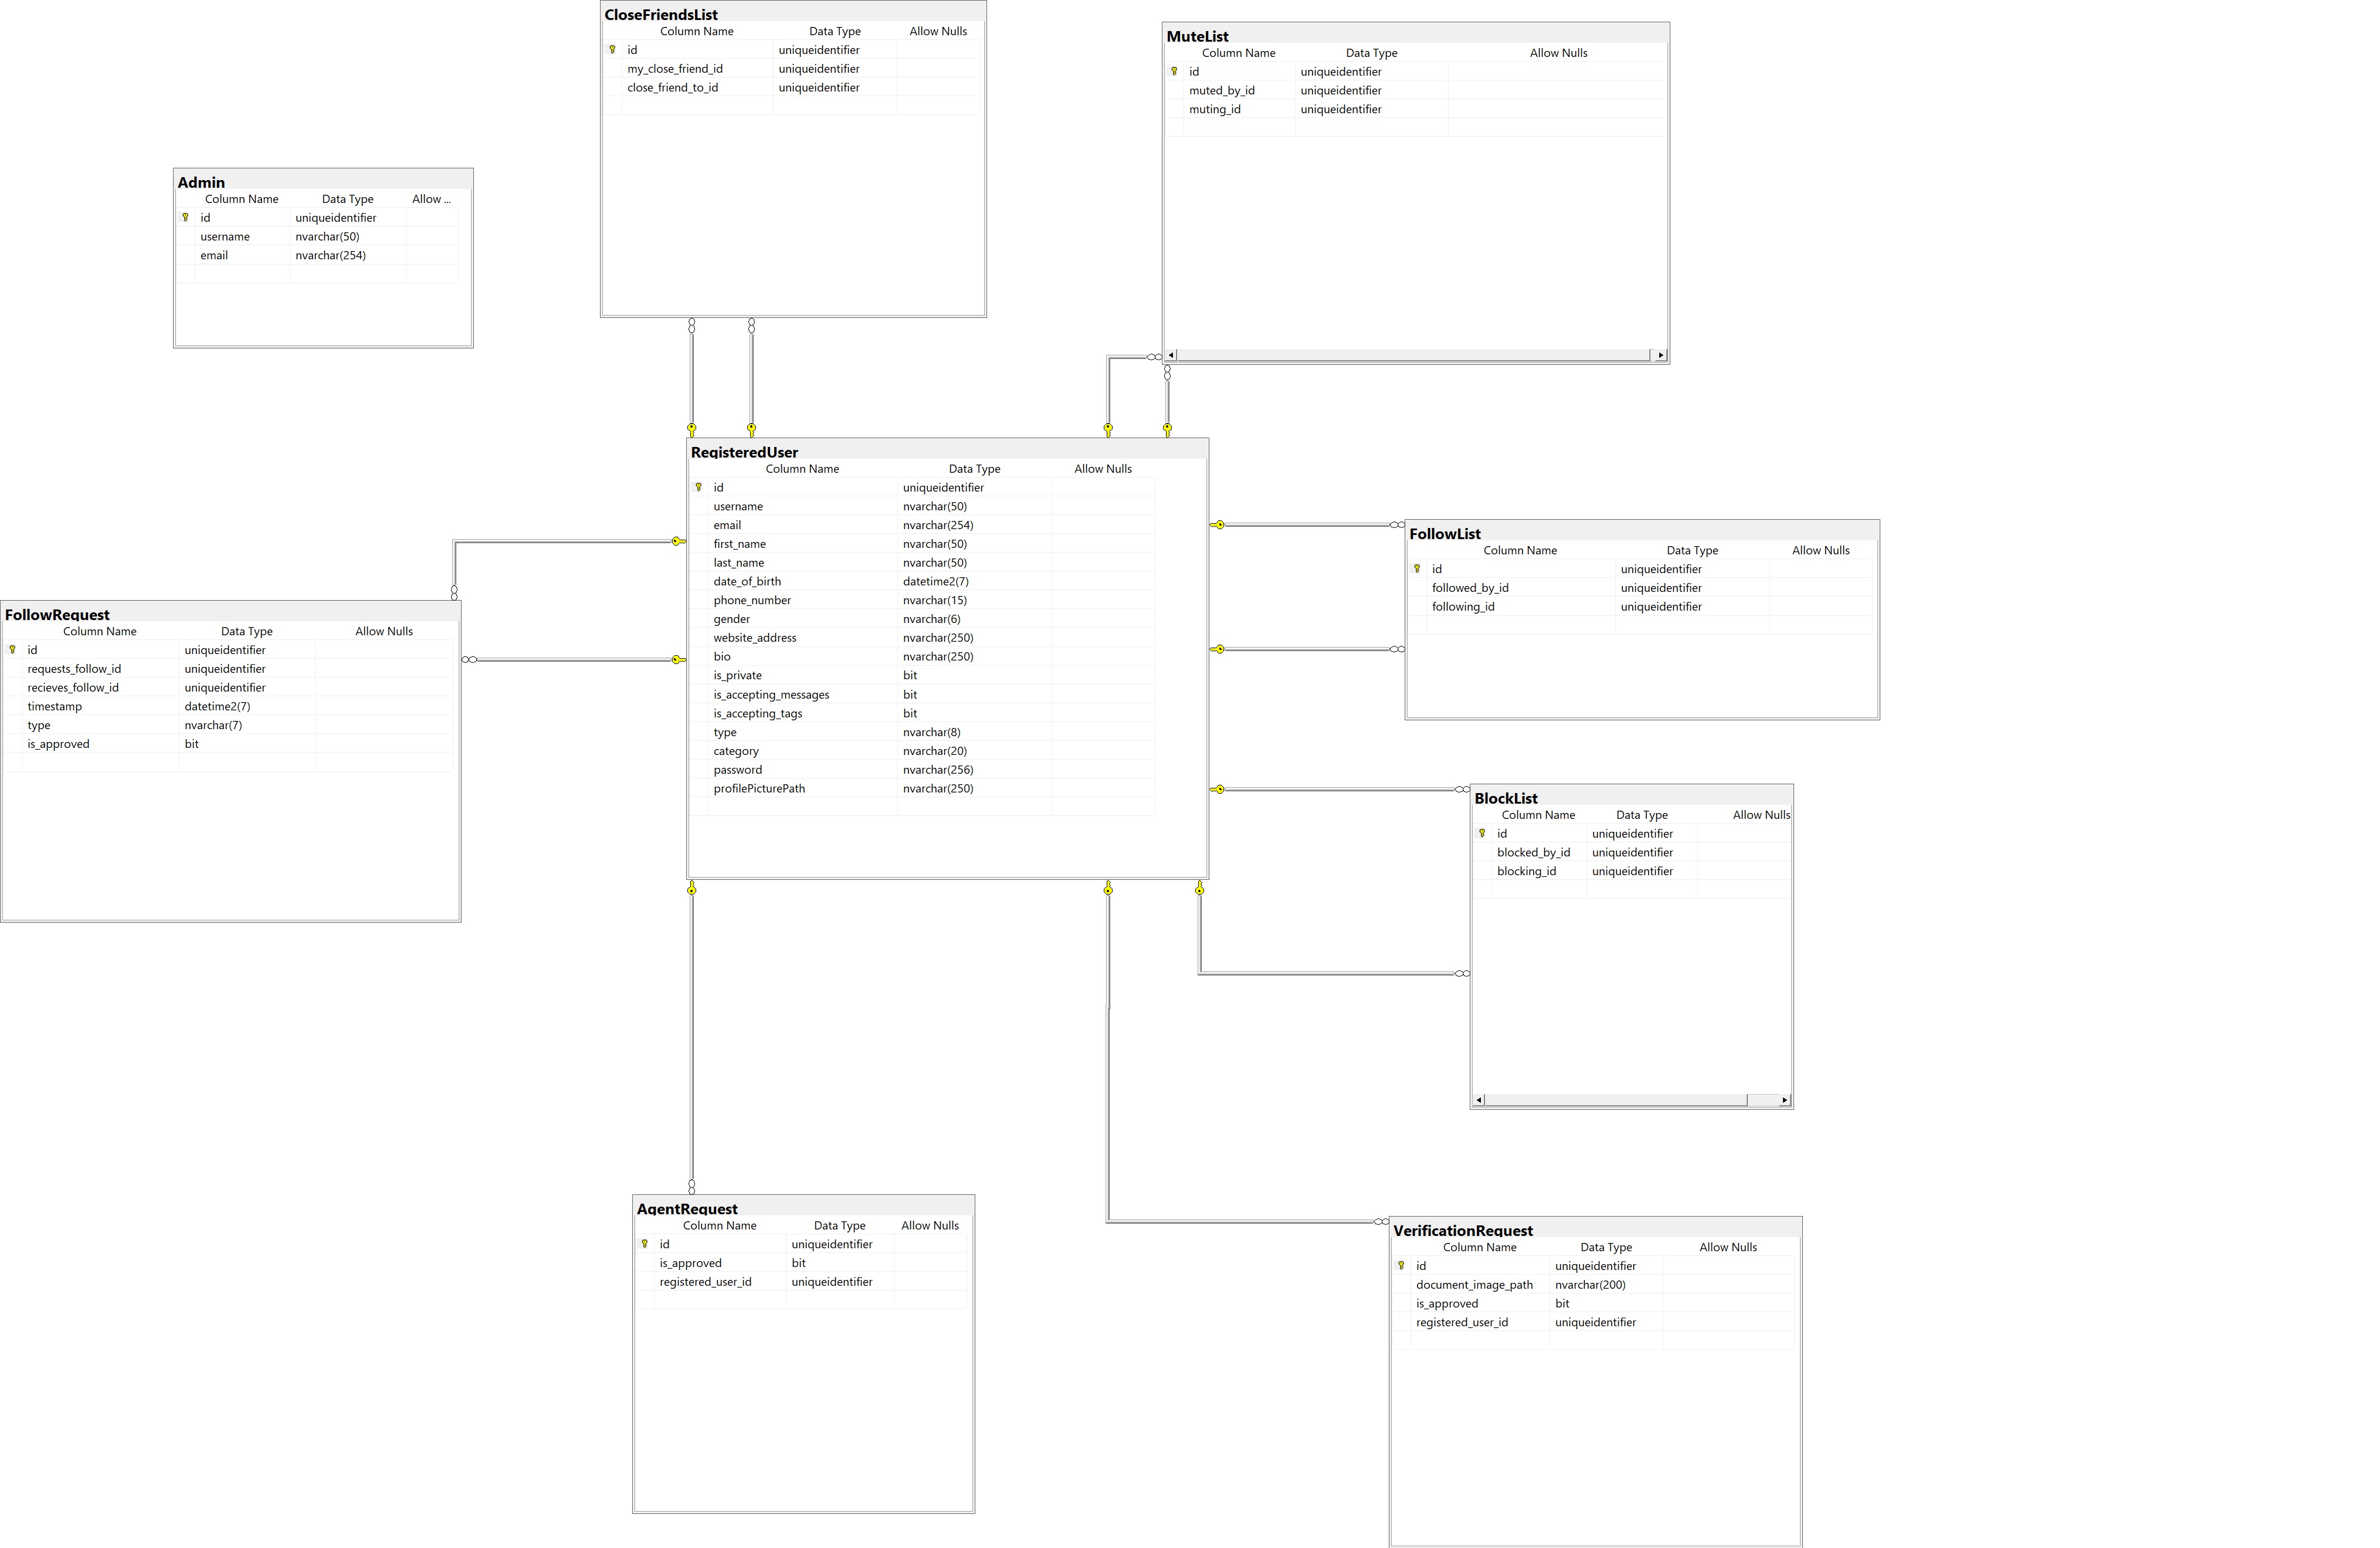 CloseFriendsList
Column Name Data Type Allow Nulls
id uniqueidentifier
my_close_friend_id uniqueidentifier
close_friend_to_id uniqueidentifier
MuteList
Column Name Data Type Allow Nulls
id uniqueidentifier
muted_by_id uniqueidentifier
muting_id uniqueidentifier
Admin
Column Name Data Type Allow ...
id uniqueidentifier
username nvarchar(50)
email nvarchar(254)
RegisteredUser
Column Name Data Type Allow Nulls
id uniqueidentifier
username nvarchar(50)
email nvarchar(254)
first_name nvarchar(50)
last_name nvarchar(50)
date_of_birth datetime2(7)
phone_number nvarchar(15)
gender nvarchar(6)
website_address nvarchar(250)
bio nvarchar(250)
is_private bit
is_accepting_messages bit
is_accepting_tags bit
type nvarchar(8)
category nvarchar(20)
password nvarchar(256)
profilePicturePath nvarchar(250)
FollowList
Column Name Data Type Allow Nulls
id uniqueidentifier
followed_by_id uniqueidentifier
following_id uniqueidentifier
FollowRequest
Column Name Data Type Allow Nulls
id uniqueidentifier
requests_follow_id uniqueidentifier
recieves_follow_id uniqueidentifier
timestamp datetime2(7)
type nvarchar(7)
is_approved bit
BlockList
Column Name Data Type Allow Nulls
id uniqueidentifier
blocked_by_id uniqueidentifier
blocking_id uniqueidentifier
AgentRequest
Column Name Data Type Allow Nulls
id uniqueidentifier
is_approved bit
registered_user_id uniqueidentifier
VerificationRequest
Column Name Data Type Allow Nulls
id uniqueidentifier
document_image_path nvarchar(200)
is_approved bit
registered_user_id uniqueidentifier